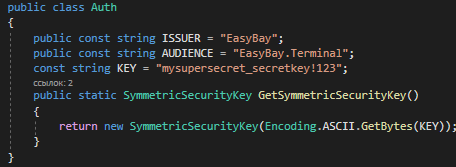 public class Auth
{
public const string ISSUER = "EasyBay";
public const string AUDIENCE = "EasyBay.Terminal";
const string KEY = "mysupersecret_secretkey!123";
ссылок: 2
public static SymmetricSecurityKey GetSymmetricSecurityKey()
{
return new SymmetricSecurityKey(Encoding.ASCII.GetBytes(KEY));
}
}